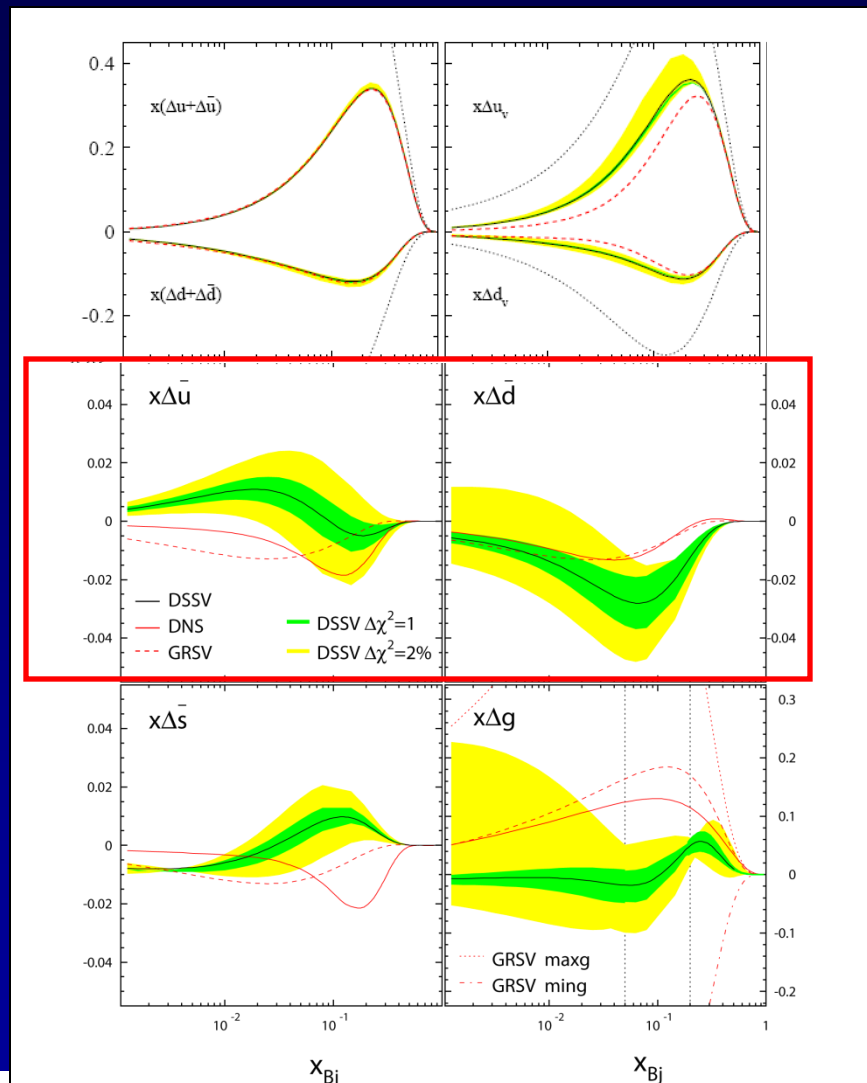 0.4
0.2
0
-0.2
x(Δu+Δū)
x(Δd+Δd̄)
xΔu_v
xΔd_v
0.04
0.02
0
-0.02
-0.04
xΔū
DSSV
DNS
GRSV
DSSV Δχ²=1
DSSV Δχ²=2%
xΔd̄
0.04
0.02
0
-0.02
-0.04
0.04
0.02
0
-0.02
-0.04
xΔs̄
xΔg
GRSV maxg
GRSV ming
0.3
0.2
0.1
0
-0.1
-0.2
10⁻²
10⁻¹
10⁻²
10⁻¹
1
x_Bj
x_Bj